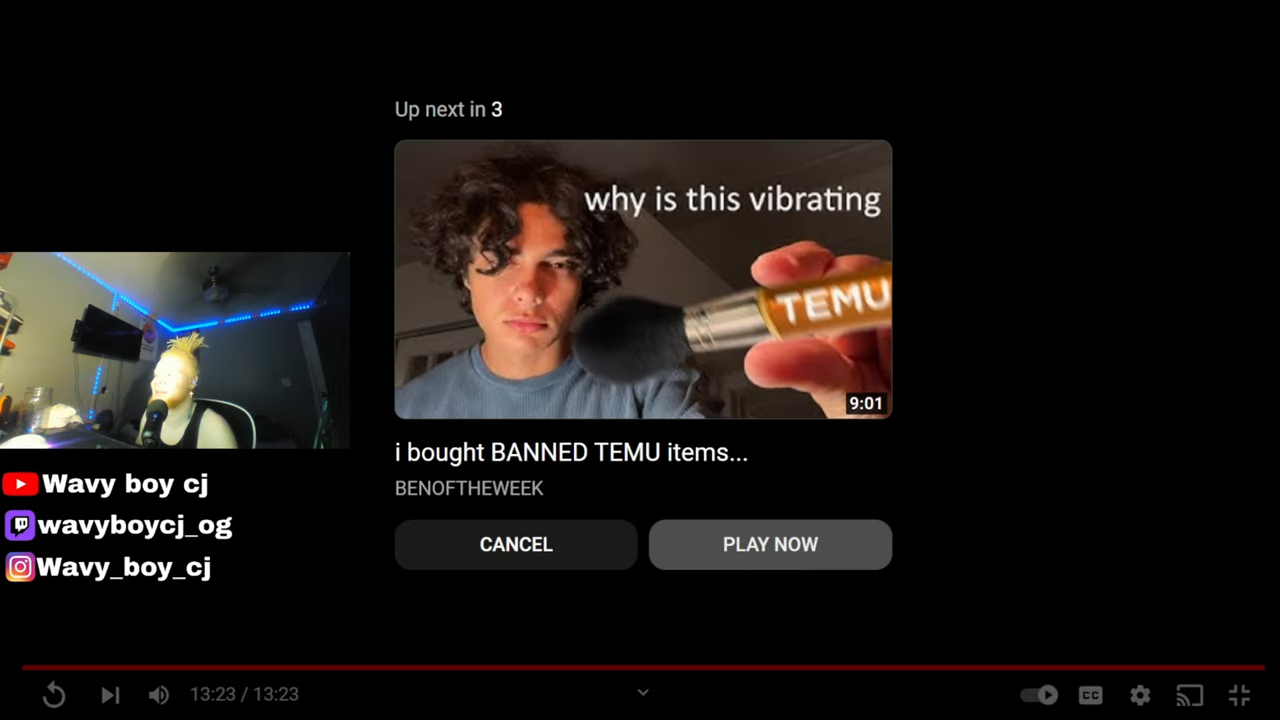 Up next in 3
why is this vibrating
TEMU
9:01
i bought BANNED TEMU items...
BENOFTHEWEEK
CANCEL
PLAY NOW
Wavy boy cj
wavyboycj_og
Wavy_boy_cj
13:23 / 13:23
CC